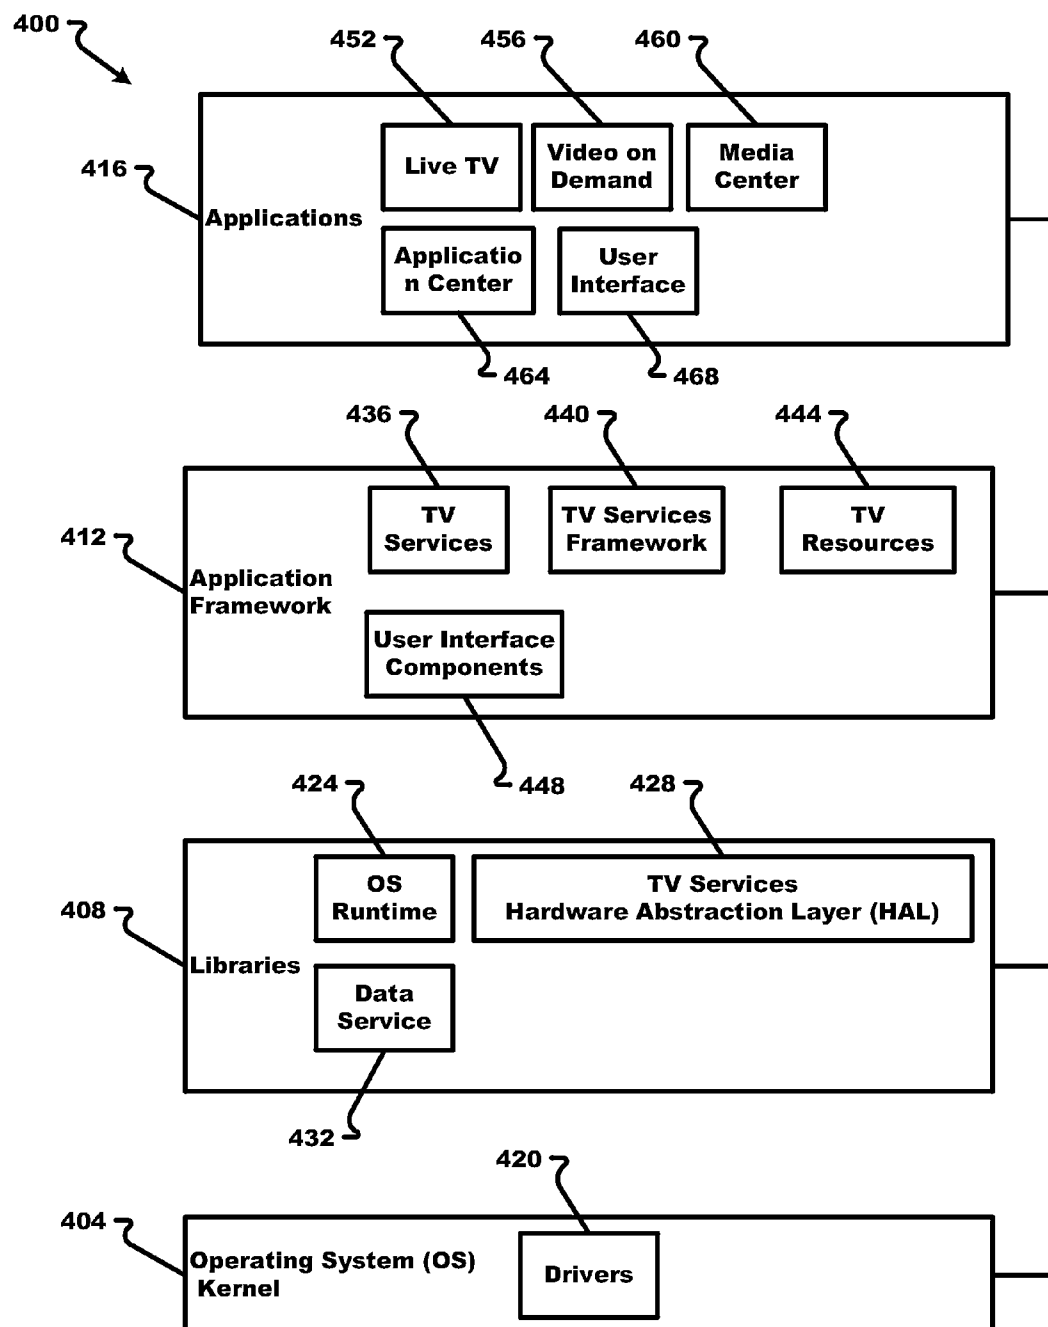 400
452
456
460
416
Applications
Live TV
Video on
Demand
Media
Center
Applicatio
n Center
User
Interface
464
468
436
440
444
412
Application
Framework
TV
Services
TV Services
Framework
TV
Resources
User Interface
Components
448
424
428
408
Libraries
OS
Runtime
TV Services
Hardware Abstraction Layer (HAL)
Data
Service
432
420
404
Operating System (OS)
Kernel
Drivers